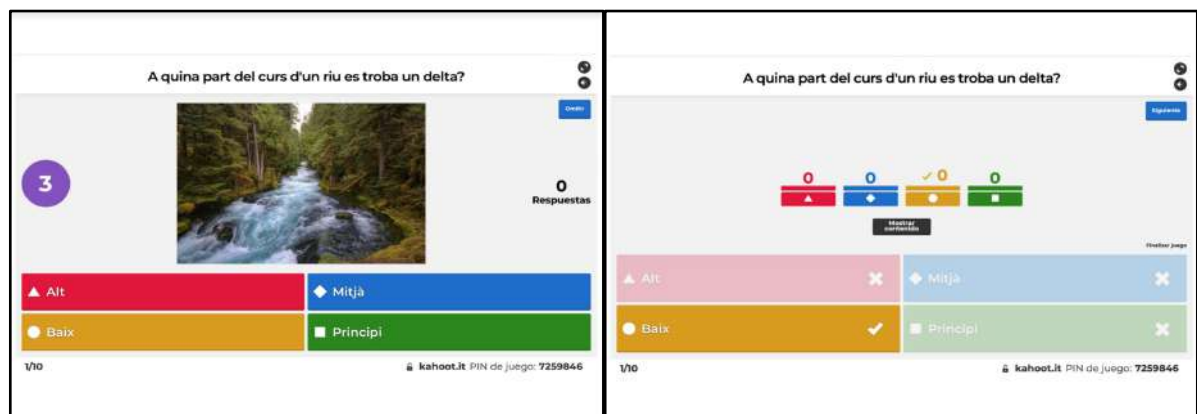 A quina part del curs d'un riu es troba un delta?
3
0
Respuestas
Alt
Mitjà
Baix
Principi
1/10
kahoot.it PIN de juego: 7259846
A quina part del curs d'un riu es troba un delta?
Siguiente
0 0 0 0
Mostrar
contenido
Finalizar juego
Alt
Mitjà
Baix
Principi
1/10
kahoot.it PIN de juego: 7259846